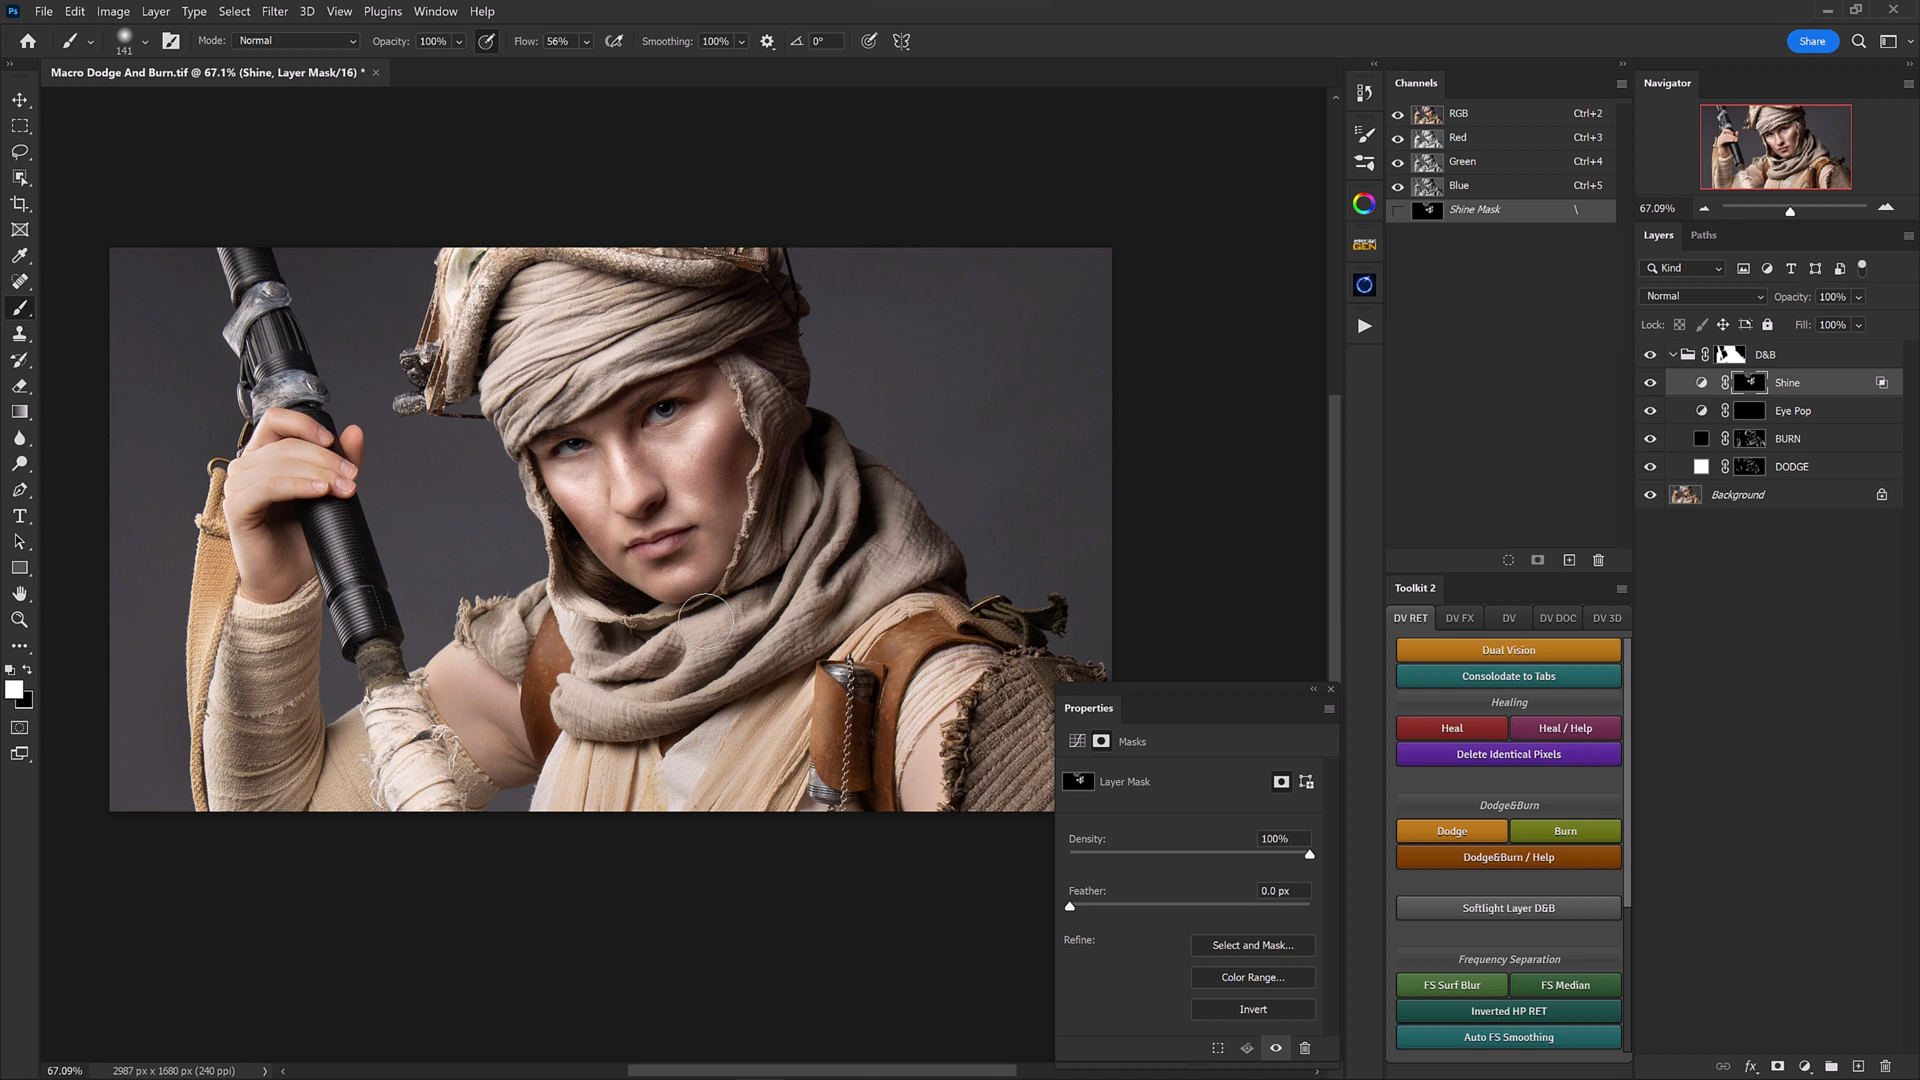 Ps File Edit Image Layer Type Select Filter 3D View Plugins Window Help
141 Mode: Normal Opacity: 100% Flow: 56% Smoothing: 100% 0° Share
Macro Dodge And Burn.tif @ 67.1% (Shine, Layer Mask/16) *
Channels
RGB Ctrl+2
Red Ctrl+3
Green Ctrl+4
Blue Ctrl+5
Shine Mask \
GEN
Navigator
67.09%
Layers Paths
Kind
Normal Opacity: 100%
Lock: Fill: 100%
D&B
Shine
Eye Pop
BURN
DODGE
Background
Toolkit 2
DV RET DV FX DV DV DOC DV 3D
Dual Vision
Consolodate to Tabs
Healing
Heal Heal / Help
Delete Identical Pixels
Dodge&Burn
Dodge Burn
Dodge&Burn / Help
Softlight Layer D&B
Frequency Separation
FS Surf Blur FS Median
Inverted HP RET
Auto FS Smoothing
Properties
Masks
Layer Mask
Density: 100%
Feather: 0.0 px
Refine: Select and Mask...
Color Range...
Invert
67.09% 2987 px x 1680 px (240 ppi)